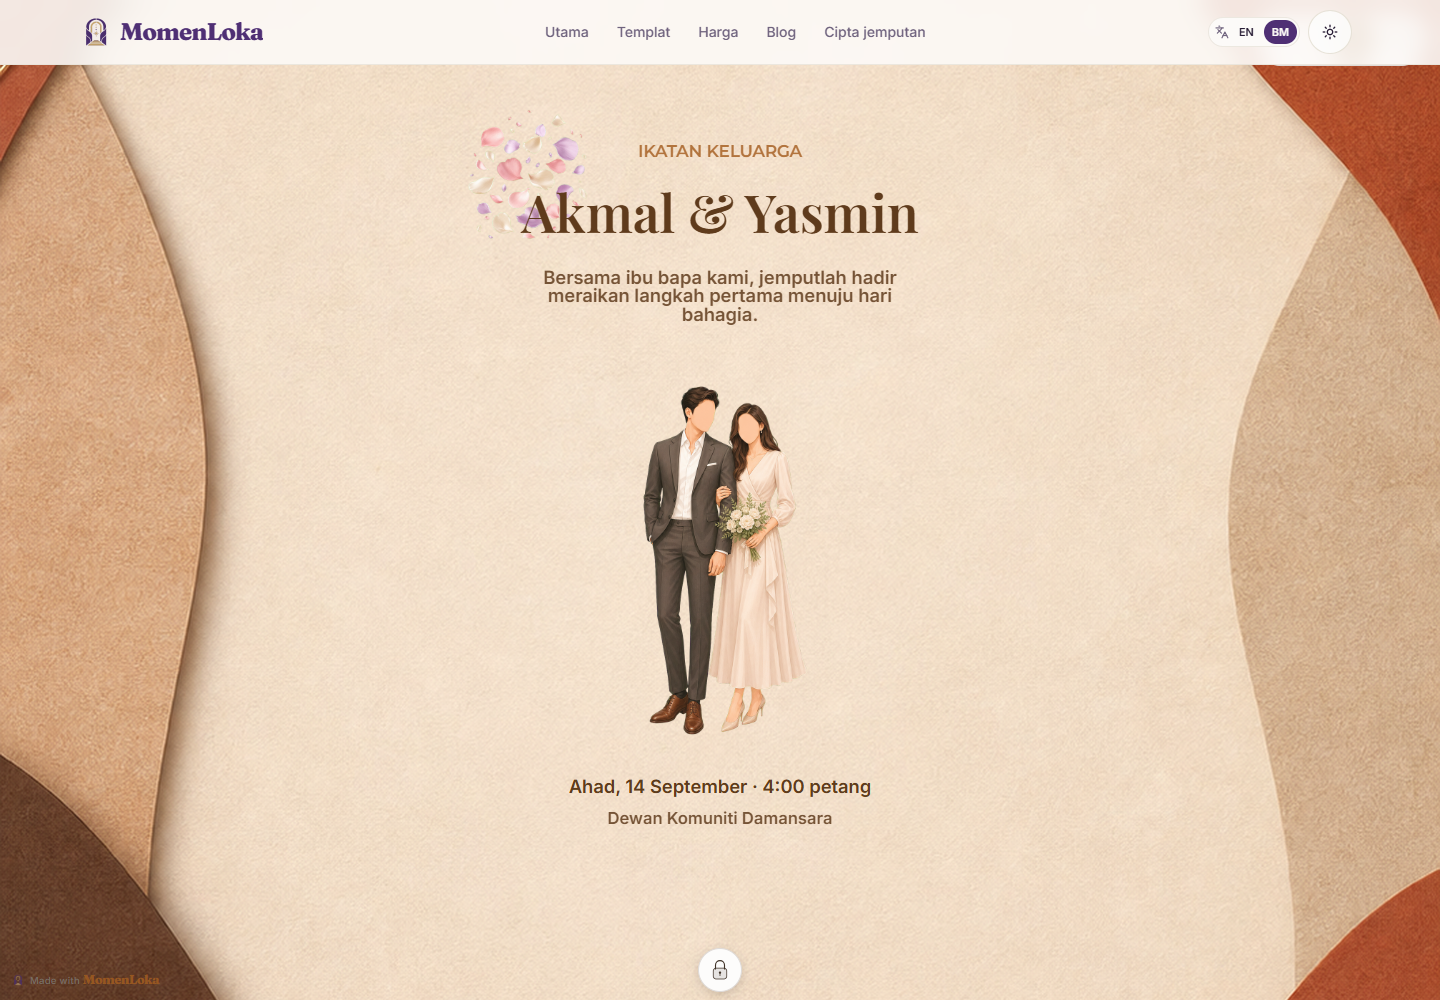 MomenLoka
Utama Templat Harga Blog Cipta jemputan
EN BM
IKATAN KELUARGA
Akmal & Yasmin
Bersama ibu bapa kami, jemputlah hadir
meraikan langkah pertama menuju hari
bahagia.
Ahad, 14 September · 4:00 petang
Dewan Komuniti Damansara
Made with MomenLoka